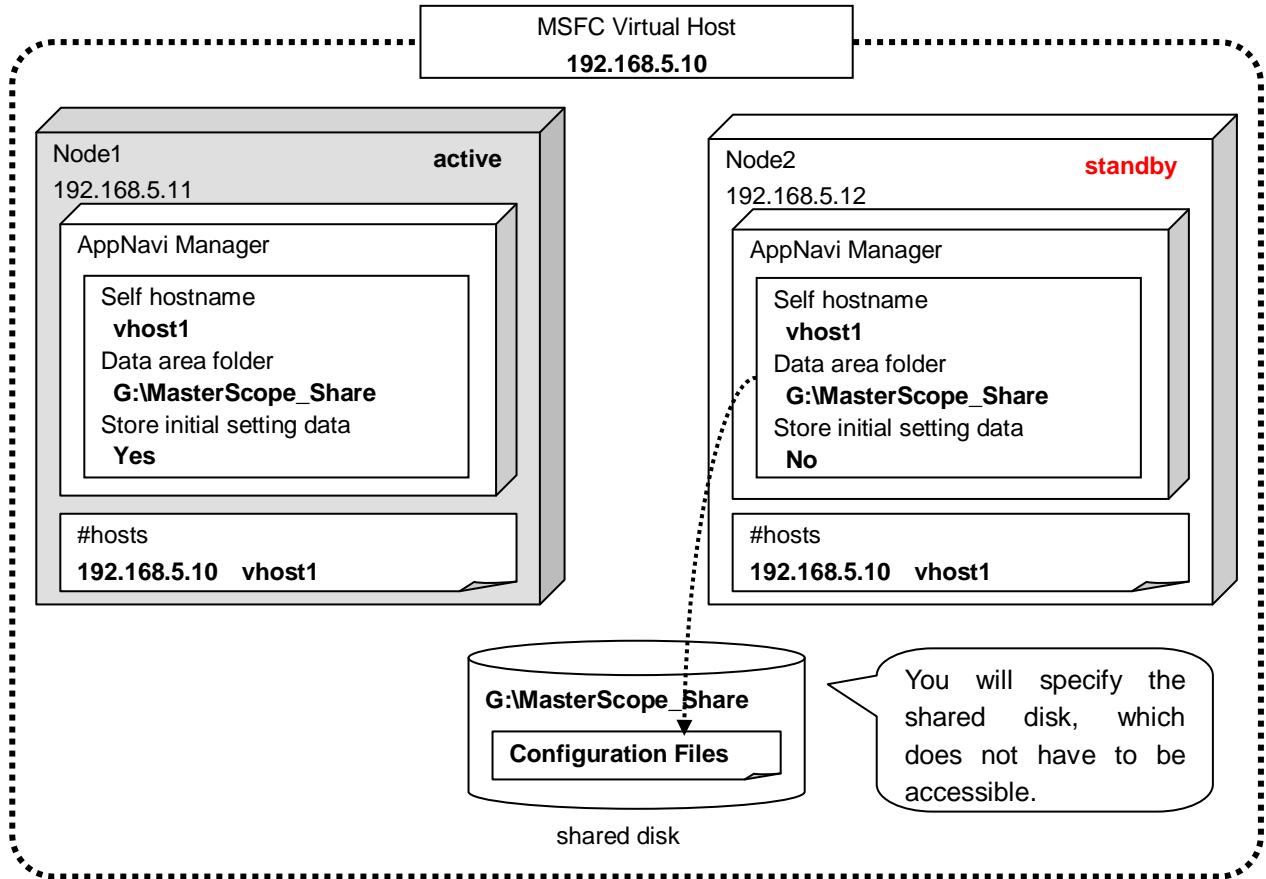 MSFC Virtual Host
192.168.5.10
Node1
active
192.168.5.11
AppNavi Manager
Self hostname
vhost1
Data area folder
G:\MasterScope_Share
Store initial setting data
Yes
#hosts
192.168.5.10 vhost1
Node2
standby
192.168.5.12
AppNavi Manager
Self hostname
vhost1
Data area folder
G:\MasterScope_Share
Store initial setting data
No
#hosts
192.168.5.10 vhost1
G:\MasterScope_Share
Configuration Files
shared disk
You will specify the
shared disk, which
does not have to be
accessible.